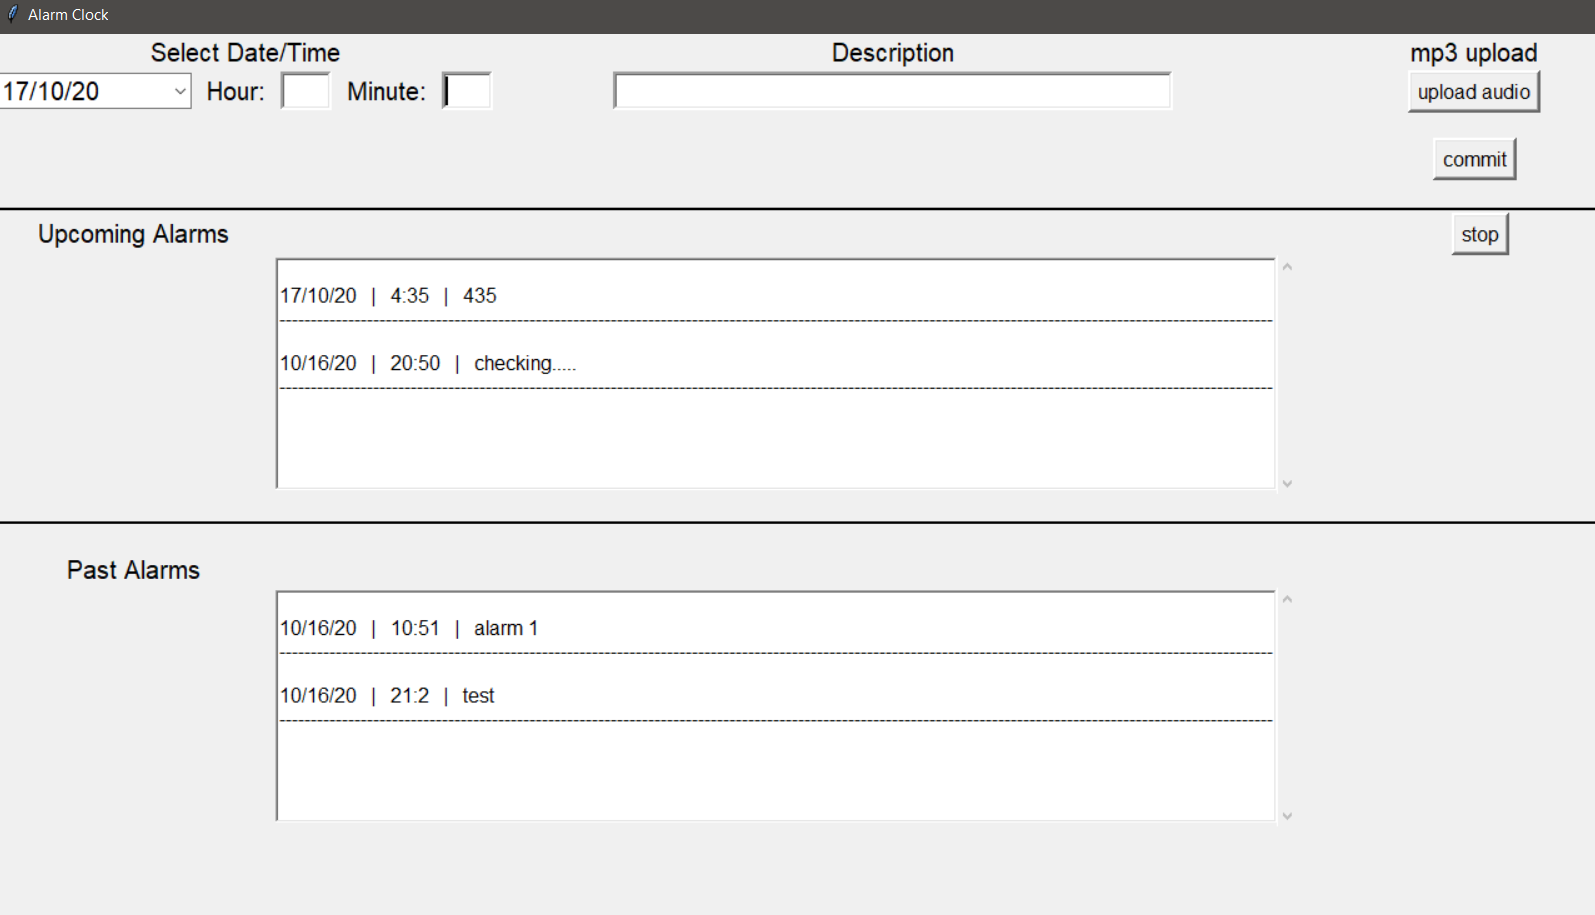 Alarm Clock
Select Date/Time
Description
mp3 upload
17/10/20
Hour:
Minute:
upload audio
commit
Upcoming Alarms
stop
17/10/20 | 4:35 | 435
10/16/20 | 20:50 | checking.....
Past Alarms
10/16/20 | 10:51 | alarm 1
10/16/20 | 21:2 | test